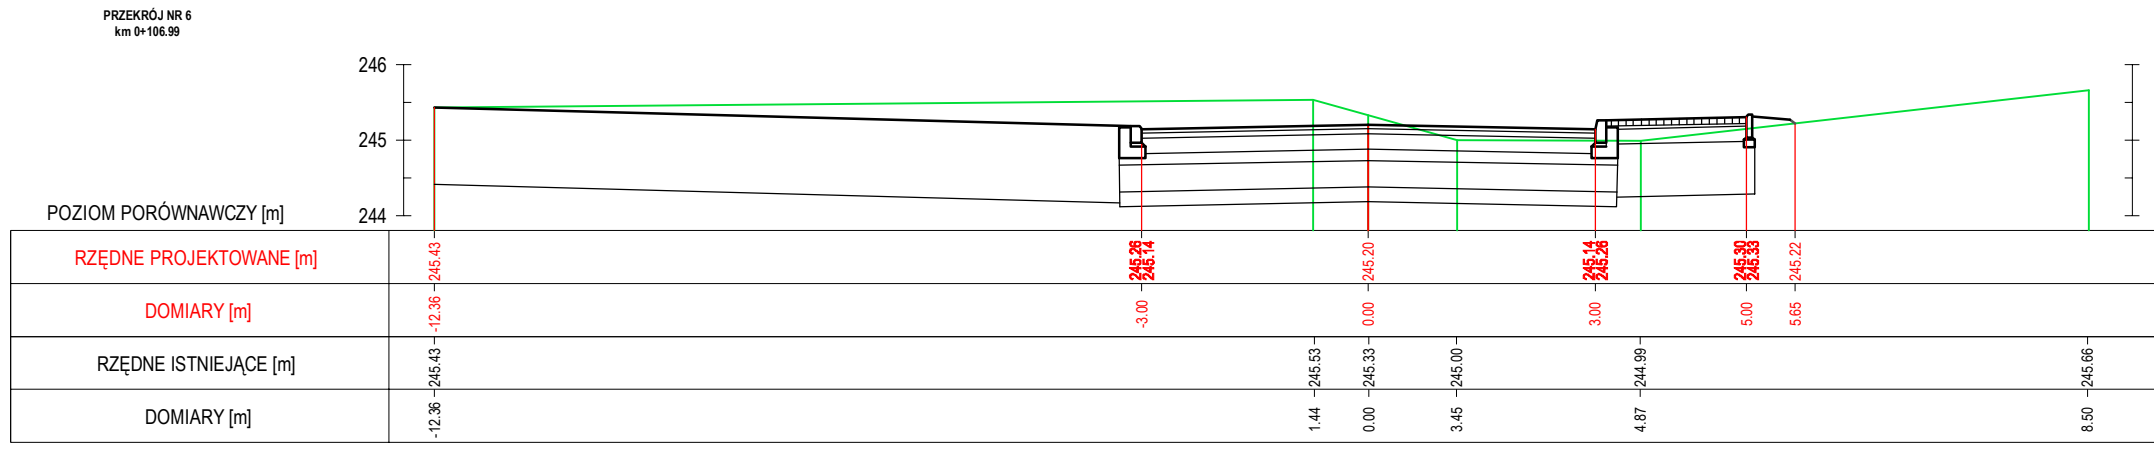 PRZEKRÓJ NR 6
km 0+106.99
246
245
POZIOM PORÓWNAWCZY [m] 244
RZĘDNE PROJEKTOWANE [m] 245.43 245.26 245.14 245.20 245.14 245.26 245.30 245.33 245.22
DOMIARY [m] -12.36 -3.00 0.00 3.00 5.00 5.65
RZĘDNE ISTNIEJĄCE [m] 245.43 245.53 245.33 245.00 244.99 245.66
DOMIARY [m] -12.36 1.44 0.00 3.45 4.87 8.50